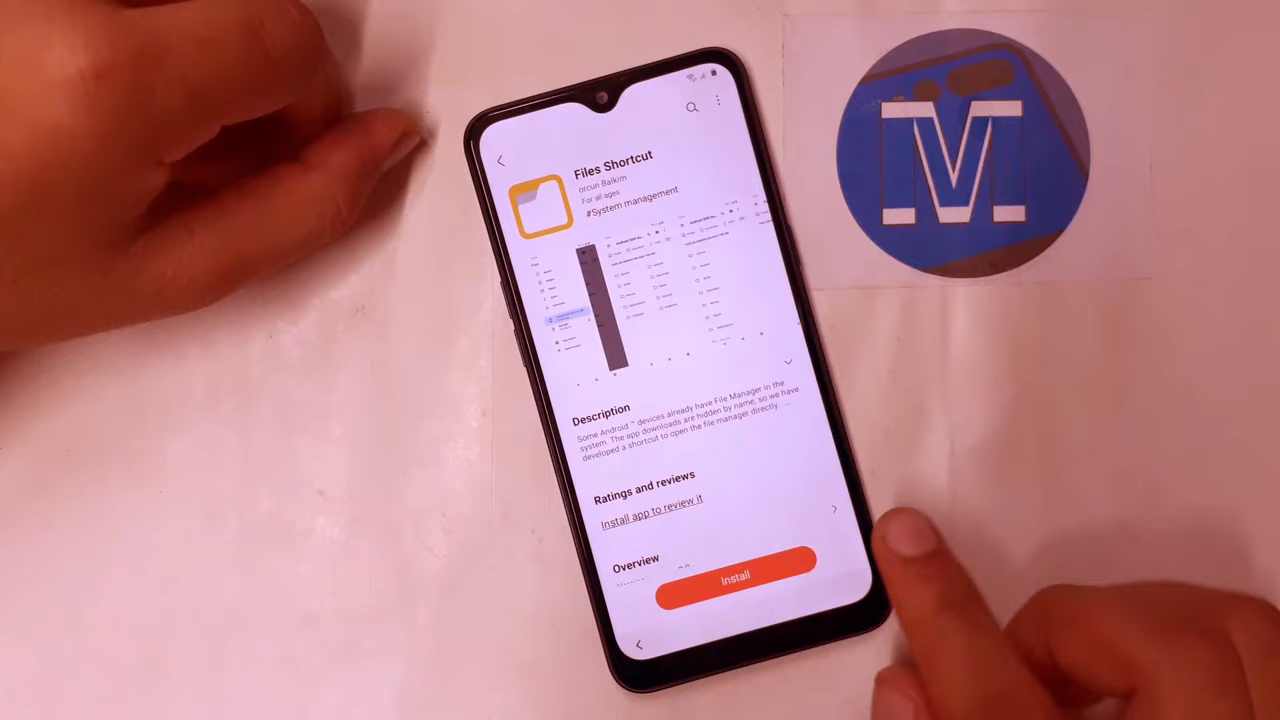 Files Shortcut
orcun Balkim
For all ages
#System management
Description
Some Android ™ devices already have File Manager in the
system. The app downloads are hidden by name, so we have
developed a shortcut to open the file manager directly. ...
Ratings and reviews
Install app to review it
Overview
Install
M